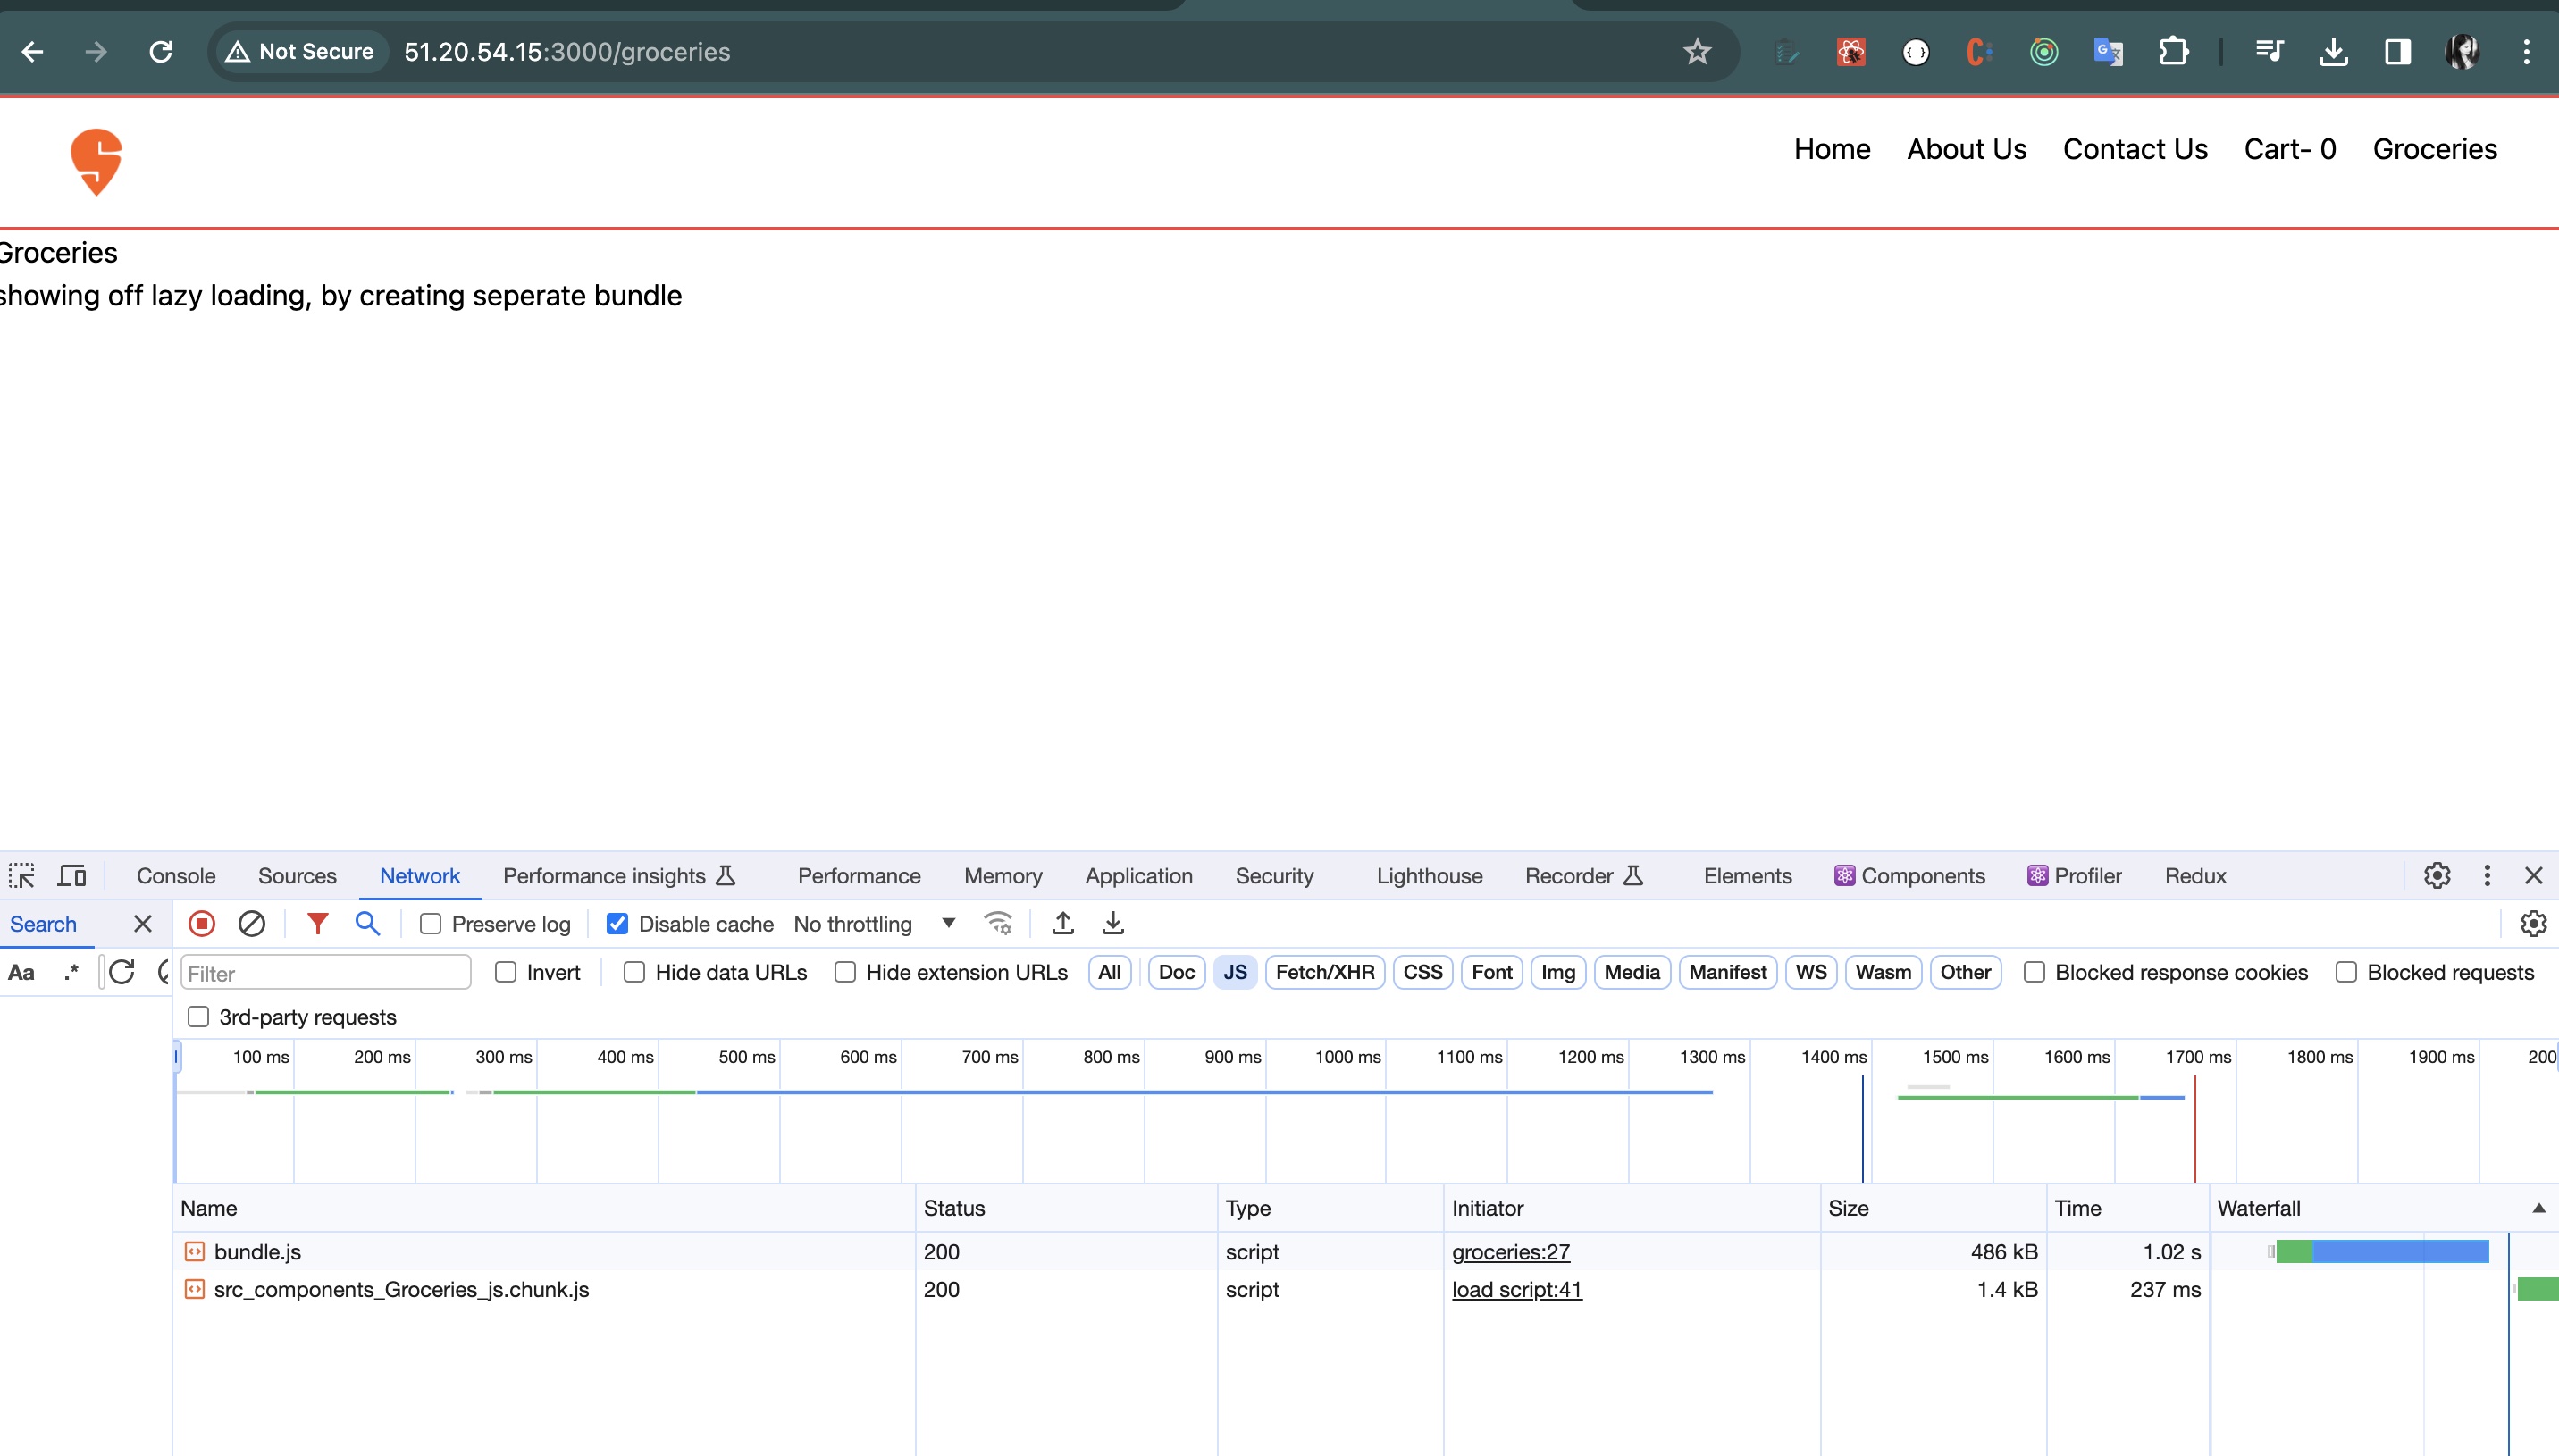 Not Secure 51.20.54.15:3000/groceries
Home About Us Contact Us Cart- 0 Groceries
Groceries
showing off lazy loading, by creating seperate bundle
Console Sources Network Performance insights Performance Memory Application Security Lighthouse Recorder Elements Components Profiler Redux
Search Preserve log Disable cache No throttling
Aa .* Filter Invert Hide data URLs Hide extension URLs All Doc JS Fetch/XHR CSS Font Img Media Manifest WS Wasm Other Blocked response cookies Blocked requests
3rd-party requests
100 ms 200 ms 300 ms 400 ms 500 ms 600 ms 700 ms 800 ms 900 ms 1000 ms 1100 ms 1200 ms 1300 ms 1400 ms 1500 ms 1600 ms 1700 ms 1800 ms 1900 ms 200
Name Status Type Initiator Size Time Waterfall
bundle.js 200 script groceries:27 486 kB 1.02 s
src_components_Groceries_js.chunk.js 200 script load script:41 1.4 kB 237 ms